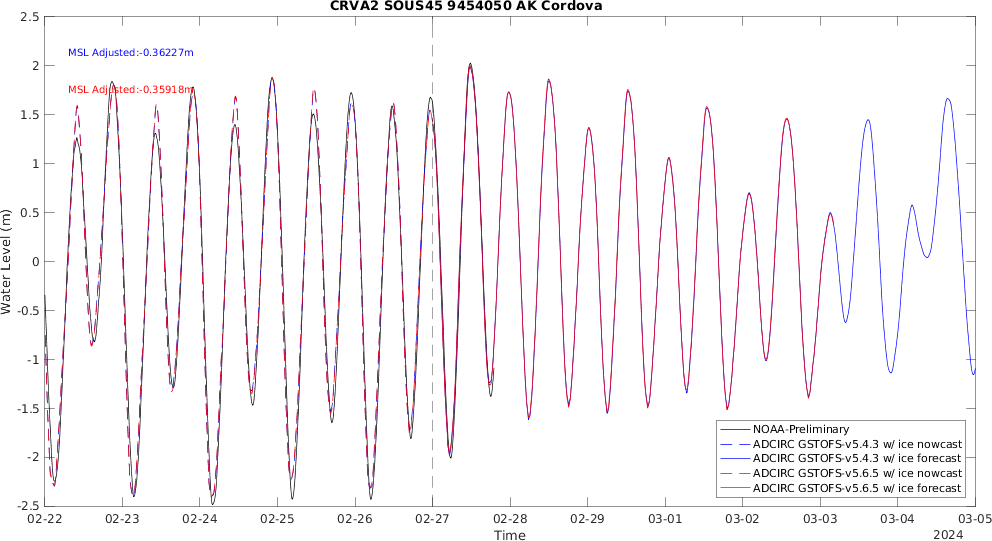 CRVA2 SOUS45 9454050 AK Cordova
2.5
2
1.5
1
0.5
0
-0.5
-1
-1.5
-2
-2.5
Water Level (m)
MSL Adjusted:-0.36227m
MSL Adjusted:-0.35918m
NOAA-Preliminary
ADCIRC GSTOFS-v5.4.3 w/ ice nowcast
ADCIRC GSTOFS-v5.4.3 w/ ice forecast
ADCIRC GSTOFS-v5.6.5 w/ ice nowcast
ADCIRC GSTOFS-v5.6.5 w/ ice forecast
02-22 02-23 02-24 02-25 02-26 02-27 02-28 02-29 03-01 03-02 03-03 03-04 03-05
Time
2024